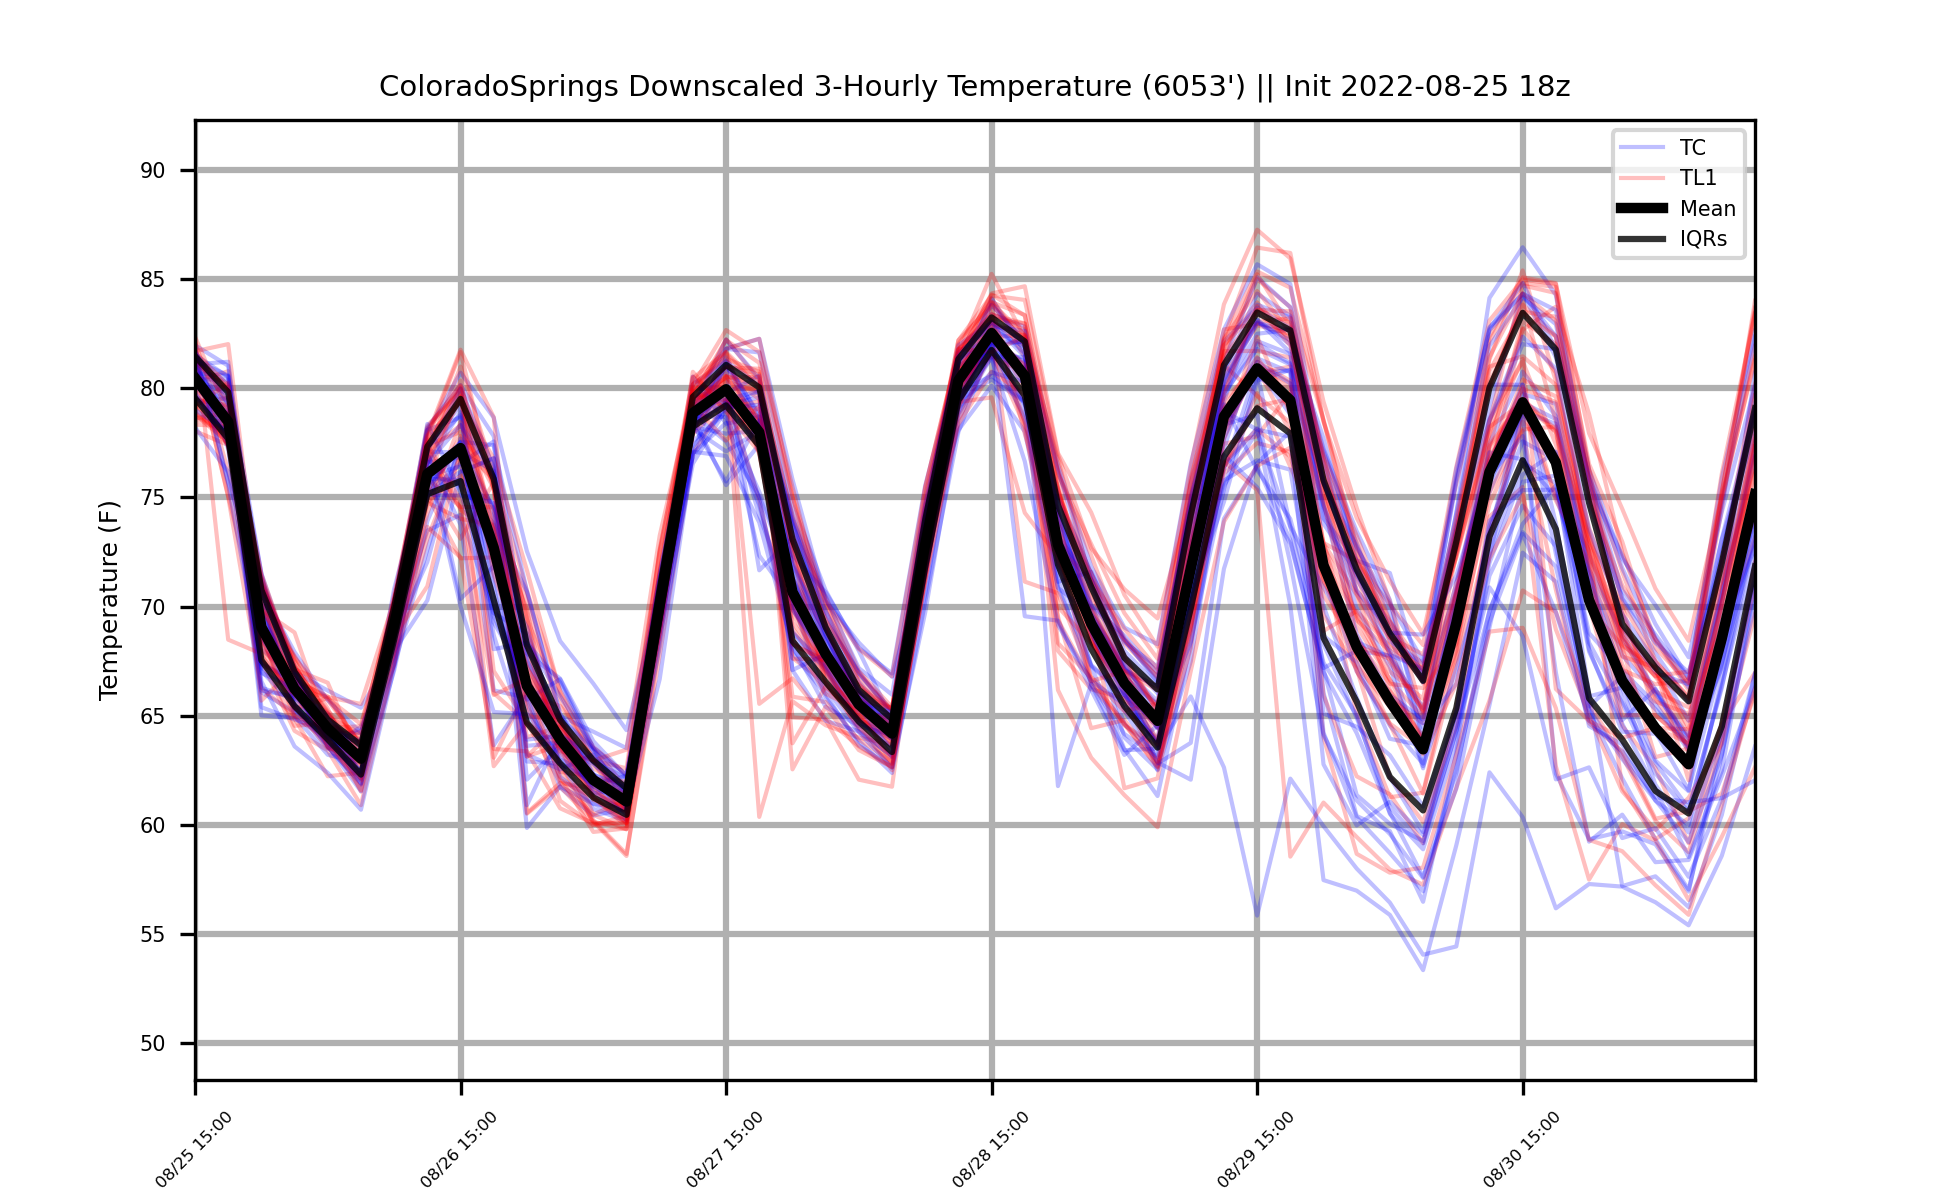 ColoradoSprings Downscaled 3-Hourly Temperature (6053') || Init 2022-08-25 18z
TC
TL1
Mean
IQRs
Temperature (F)
90
85
80
75
70
65
60
55
50
08/25 15:00
08/26 15:00
08/27 15:00
08/28 15:00
08/29 15:00
08/30 15:00